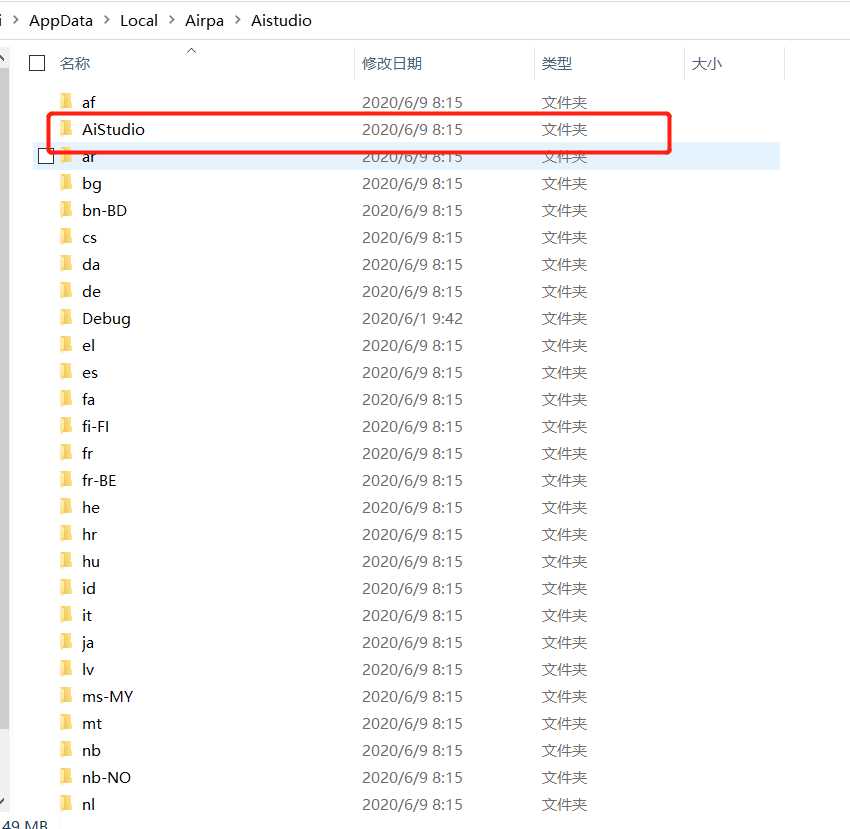 i > AppData > Local > Airpa > Aistudio
名称 修改日期 类型 大小
af 2020/6/9 8:15 文件夹
AiStudio 2020/6/9 8:15 文件夹
ar 2020/6/9 8:15 文件夹
bg 2020/6/9 8:15 文件夹
bn-BD 2020/6/9 8:15 文件夹
cs 2020/6/9 8:15 文件夹
da 2020/6/9 8:15 文件夹
de 2020/6/9 8:15 文件夹
Debug 2020/6/1 9:42 文件夹
el 2020/6/9 8:15 文件夹
es 2020/6/9 8:15 文件夹
fa 2020/6/9 8:15 文件夹
fi-FI 2020/6/9 8:15 文件夹
fr 2020/6/9 8:15 文件夹
fr-BE 2020/6/9 8:15 文件夹
he 2020/6/9 8:15 文件夹
hr 2020/6/9 8:15 文件夹
hu 2020/6/9 8:15 文件夹
id 2020/6/9 8:15 文件夹
it 2020/6/9 8:15 文件夹
ja 2020/6/9 8:15 文件夹
lv 2020/6/9 8:15 文件夹
ms-MY 2020/6/9 8:15 文件夹
mt 2020/6/9 8:15 文件夹
nb 2020/6/9 8:15 文件夹
nb-NO 2020/6/9 8:15 文件夹
nl 2020/6/9 8:15 文件夹
49 MB